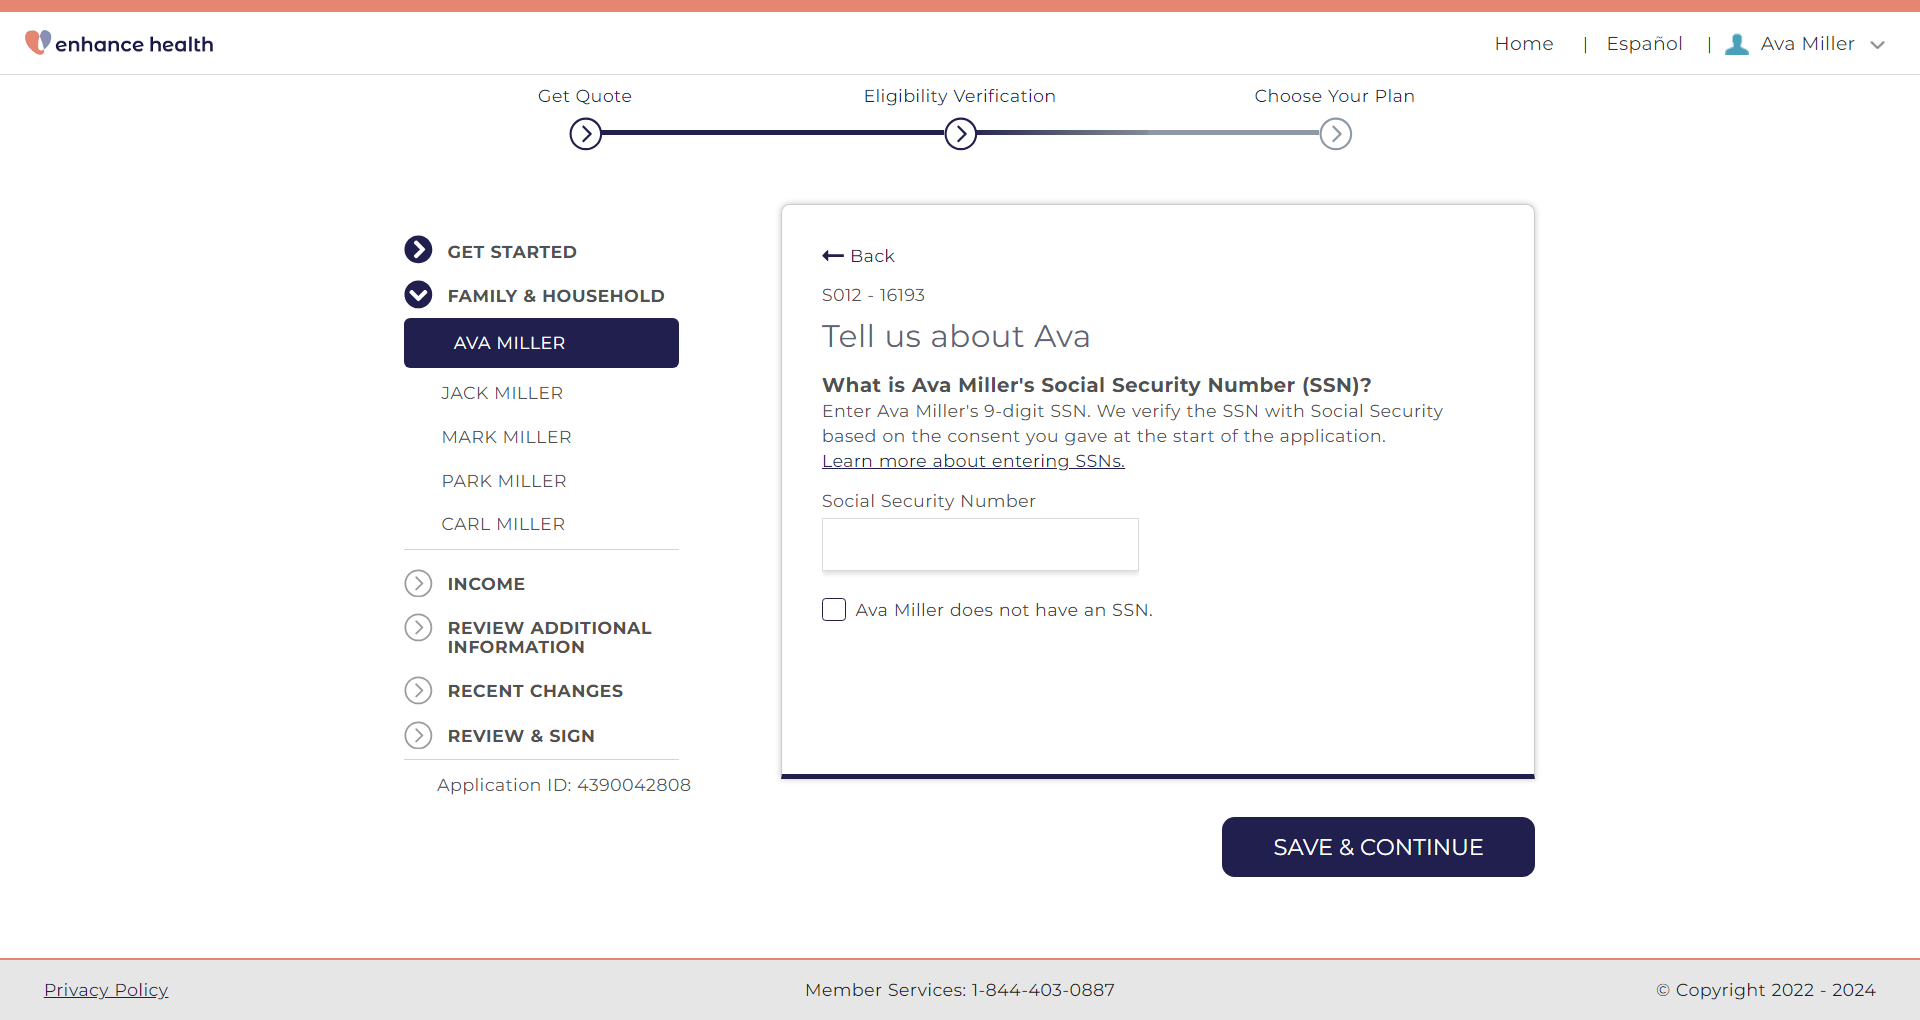 enhance health
Home | Español | Ava Miller
Get Quote
Eligibility Verification
Choose Your Plan
GET STARTED
FAMILY & HOUSEHOLD
AVA MILLER
JACK MILLER
MARK MILLER
PARK MILLER
CARL MILLER
INCOME
REVIEW ADDITIONAL
INFORMATION
RECENT CHANGES
REVIEW & SIGN
Application ID: 4390042808
Back
S012 - 16193
Tell us about Ava
What is Ava Miller's Social Security Number (SSN)?
Enter Ava Miller's 9-digit SSN. We verify the SSN with Social Security
based on the consent you gave at the start of the application.
Learn more about entering SSNs.
Social Security Number
Ava Miller does not have an SSN.
SAVE & CONTINUE
Privacy Policy
Member Services: 1-844-403-0887
© Copyright 2022 - 2024